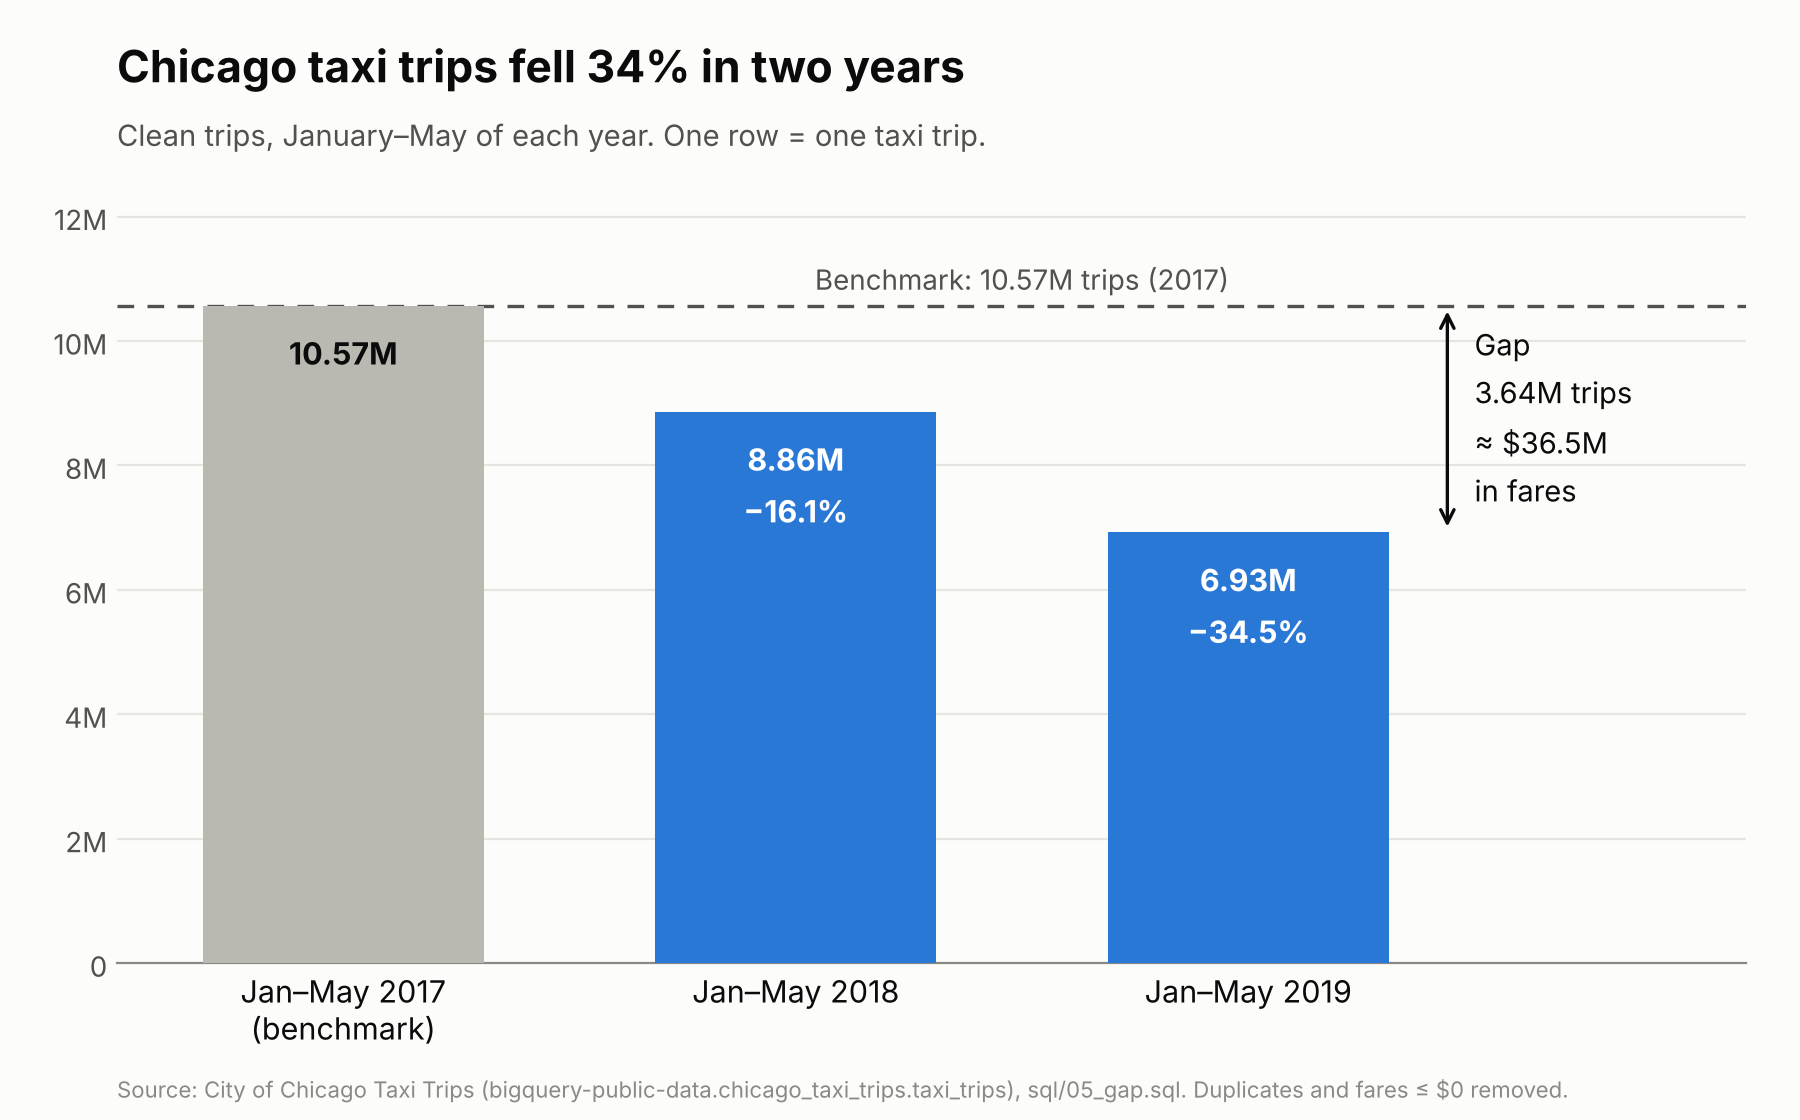 Chicago taxi trips fell 34% in two years
Clean trips, January–May of each year. One row = one taxi trip.
12M
Benchmark: 10.57M trips (2017)
10M
10.57M
Gap
3.64M trips
≈ $36.5M
in fares
8M
8.86M
−16.1%
6M
6.93M
−34.5%
4M
2M
0
Jan–May 2017
(benchmark)
Jan–May 2018
Jan–May 2019
Source: City of Chicago Taxi Trips (bigquery-public-data.chicago_taxi_trips.taxi_trips), sql/05_gap.sql. Duplicates and fares ≤ $0 removed.